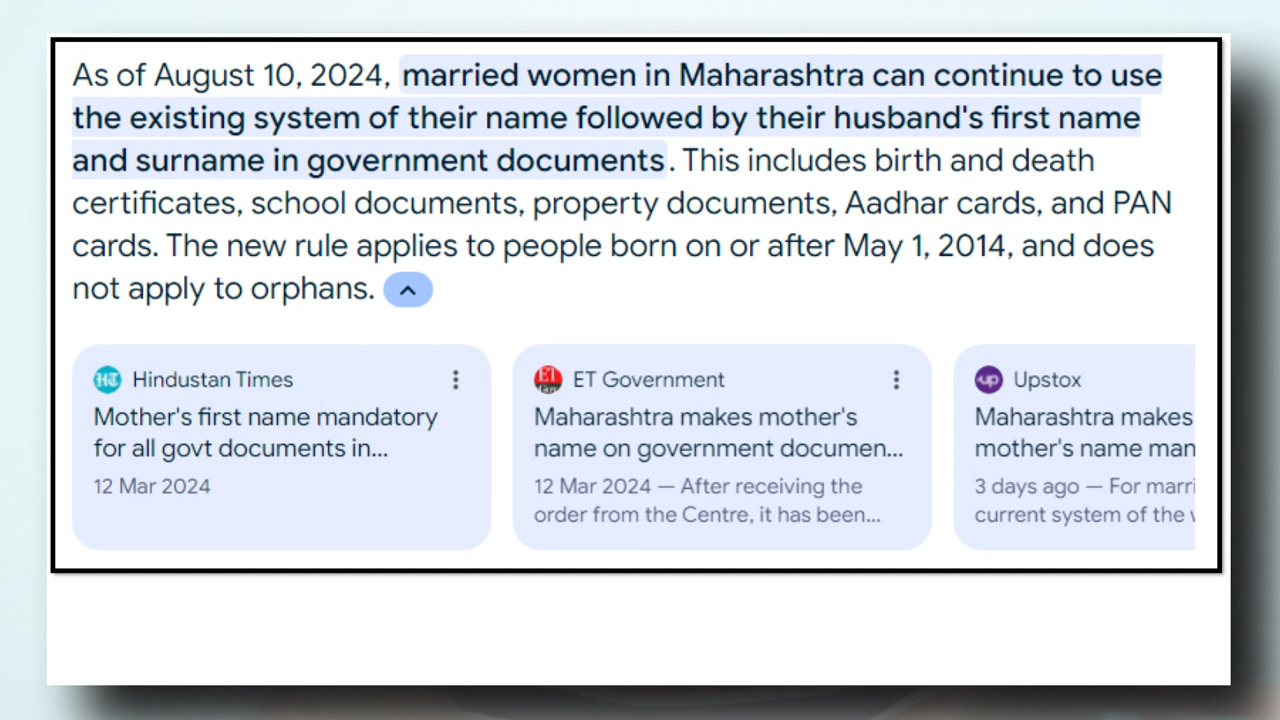 As of August 10, 2024, married women in Maharashtra can continue to use
the existing system of their name followed by their husband's first name
and surname in government documents. This includes birth and death
certificates, school documents, property documents, Aadhar cards, and PAN
cards. The new rule applies to people born on or after May 1, 2014, and does
not apply to orphans.
HT Hindustan Times
Mother's first name mandatory
for all govt documents in...
12 Mar 2024
ET ET Government
Maharashtra makes mother's
name on government documen...
12 Mar 2024 — After receiving the
order from the Centre, it has been...
up Upstox
Maharashtra makes
mother's name man
3 days ago — For marri
current system of the